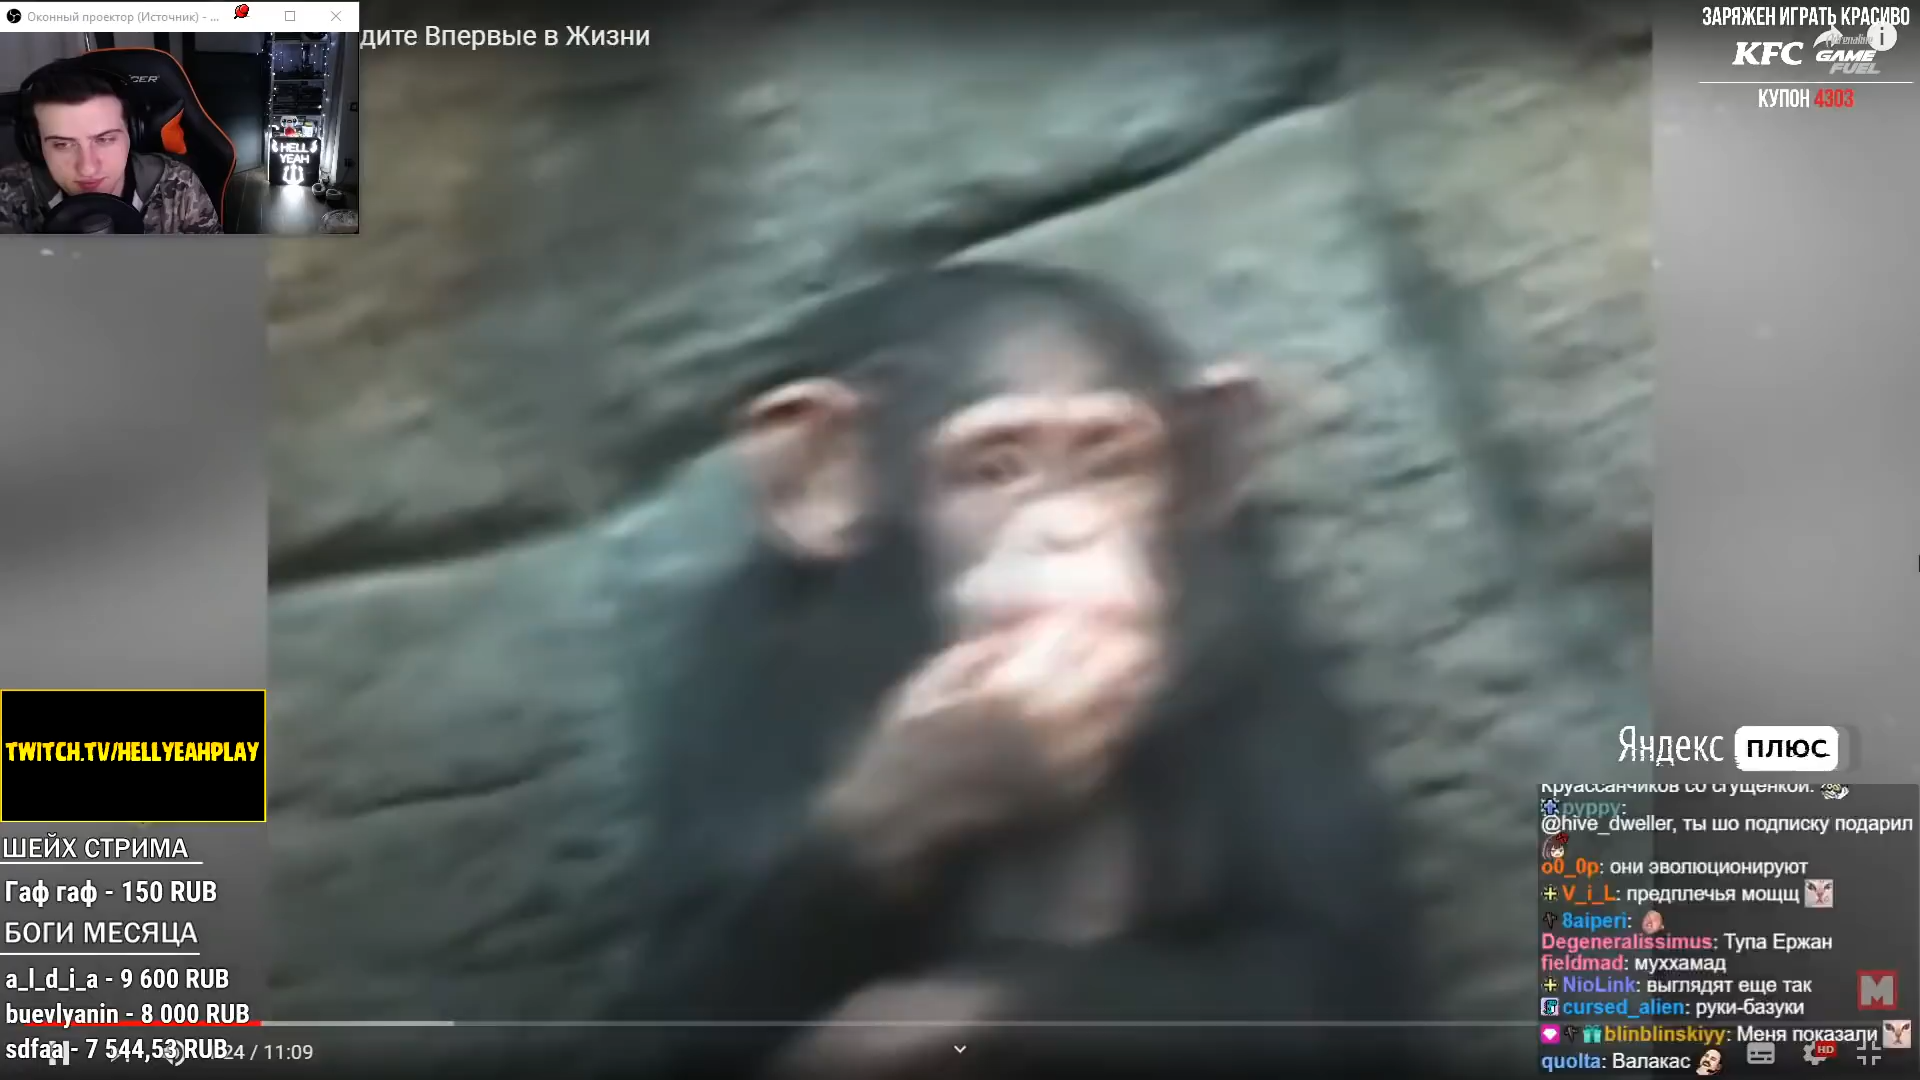 Оконный проектор (Источник) - ...
дите Впервые в Жизни
ЗАРЯЖЕН ИГРАТЬ КРАСИВО
KFC Adrenaline GAME FUEL
КУПОН 4303
HELL
YEAH
TWITCH.TV/HELLYEAHPLAY
ШЕЙХ СТРИМА
Гаф гаф - 150 RUB
БОГИ МЕСЯЦА
a_l_d_i_a - 9 600 RUB
buevlyanin - 8 000 RUB
sdfaa - 7 544,53 RUB
24 / 11:09
Яндекс плюс
Круассанчиков со сгущенкой.
pyppy:
@hive_dweller, ты шо подписку подарил
o0_0p: они эволюционируют
V_i_L: предплечья мощщ
8aiperi:
Degeneralissimus: Тупа Ержан
fieldmad: муххамад
NioLink: выглядят еще так
cursed_alien: руки-базуки
blinblinskiyy: Меня показали
quolta: Валакас
M
HD